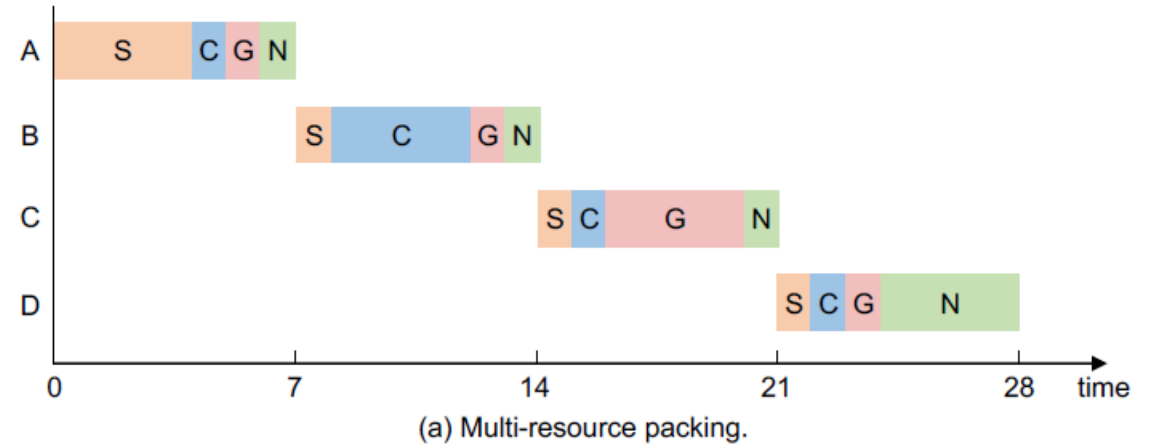 A S C G N
B S C G N
C S C G N
D S C G N
0 7 14 21 28 time
(a) Multi-resource packing.